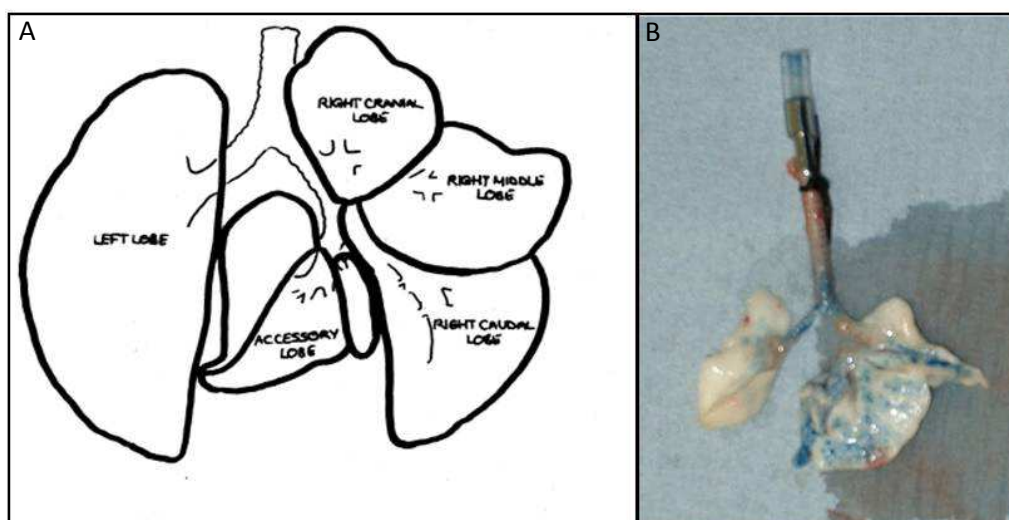 A
RIGHT CRANIAL
LOBE
RIGHT MIDDLE
LOBE
LEFT LOBE
ACCESSORY
LOBE
RIGHT CAUDAL
LOBE
B